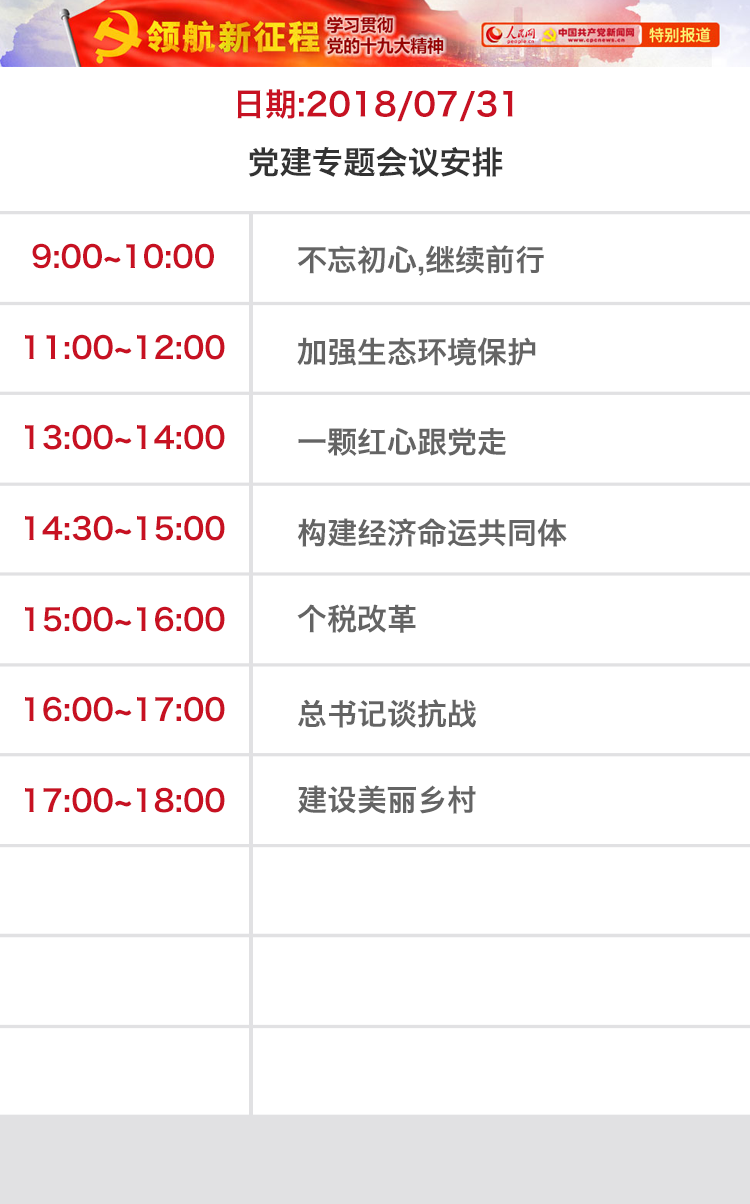 领航新征程
学习贯彻
党的十九大精神
人民网
people.cn
中国共产党新闻网
www.cpcnews.cn
特别报道
日期:2018/07/31
党建专题会议安排
9:00~10:00 不忘初心,继续前行
11:00~12:00 加强生态环境保护
13:00~14:00 一颗红心跟党走
14:30~15:00 构建经济命运共同体
15:00~16:00 个税改革
16:00~17:00 总书记谈抗战
17:00~18:00 建设美丽乡村